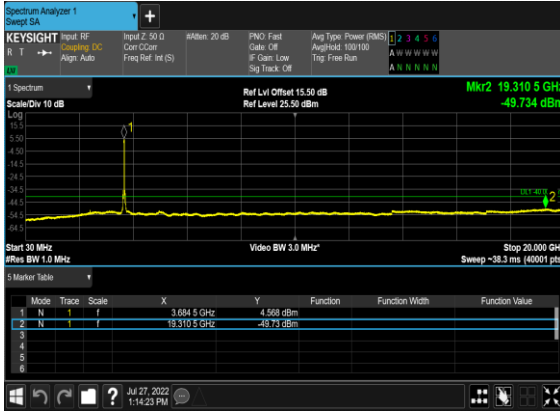 Spectrum Analyzer 1
Swept SA
+
KEYSIGHT Input: RF Input Z: 50 Ω #Atten: 20 dB PNO: Fast Avg Type: Power (RMS) 1 2 3 4 5 6
R T Coupling: DC Corr CCorr Gate: Off Avg|Hold: 100/100 A W W W W W
Align: Auto Freq Ref: Int (S) IF Gain: Low Trig: Free Run
Sig Track: Off A N N N N N
1 Spectrum Ref Lvl Offset 15.50 dB Mkr2 19.310 5 GHz
Scale/Div 10 dB Ref Level 25.50 dBm -49.734 dBm
Log
15.5
5.50
-4.50
-14.5
-24.5
-34.5
-44.5
-54.5
-64.5
1
DL1 -40.0
2
Start 30 MHz Video BW 3.0 MHz* Stop 20.000 GH
#Res BW 1.0 MHz Sweep ~38.3 ms (40001 pts
5 Marker Table
Mode Trace Scale X Y Function Function Width Function Value
1 N 1 f 3.684 5 GHz 4.568 dBm
2 N 1 f 19.310 5 GHz -49.73 dBm
3
4
5
6
? Jul 27, 2022
1:14:23 PM